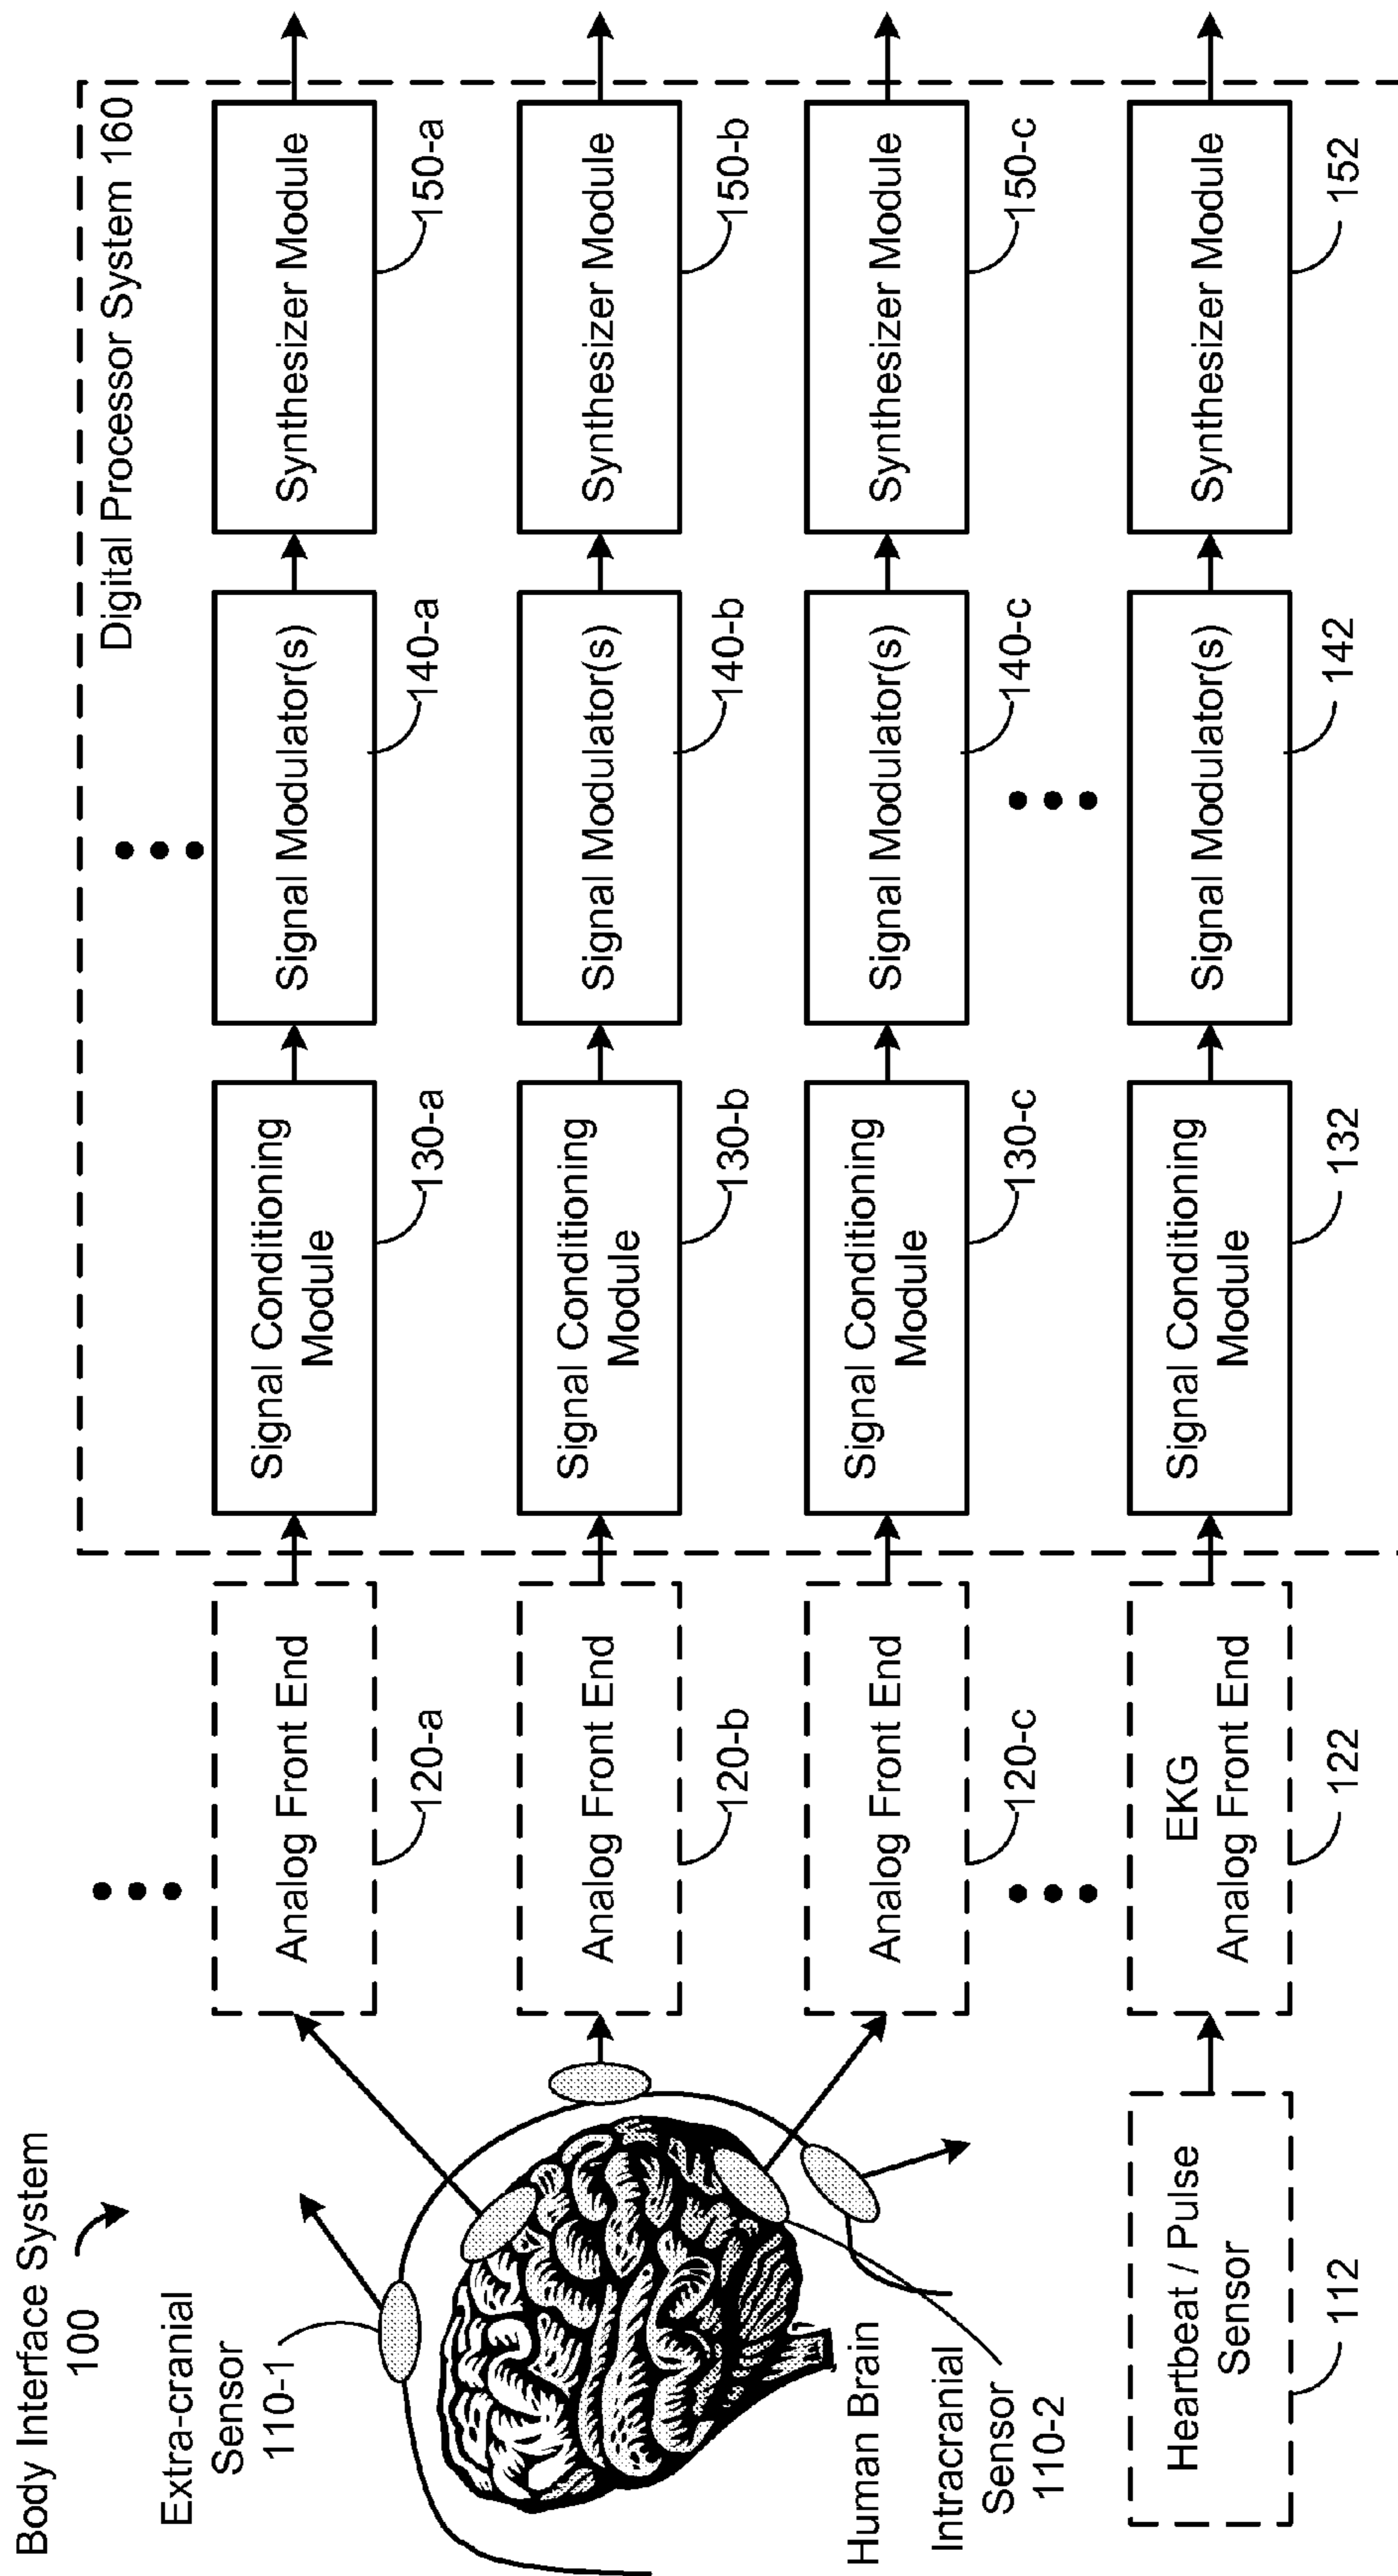 Body Interface System
100
Extra-cranial
Sensor
110-1
Human Brain
Intracranial
Sensor
110-2
Heartbeat / Pulse
Sensor
112
Analog Front End
120-a
Analog Front End
120-b
Analog Front End
120-c
EKG
Analog Front End
122
Digital Processor System 160
Signal Conditioning
Module
130-a
Signal Modulator(s)
140-a
Synthesizer Module
150-a
Signal Conditioning
Module
130-b
Signal Modulator(s)
140-b
Synthesizer Module
150-b
Signal Conditioning
Module
130-c
Signal Modulator(s)
140-c
Synthesizer Module
150-c
Signal Conditioning
Module
132
Signal Modulator(s)
142
Synthesizer Module
152